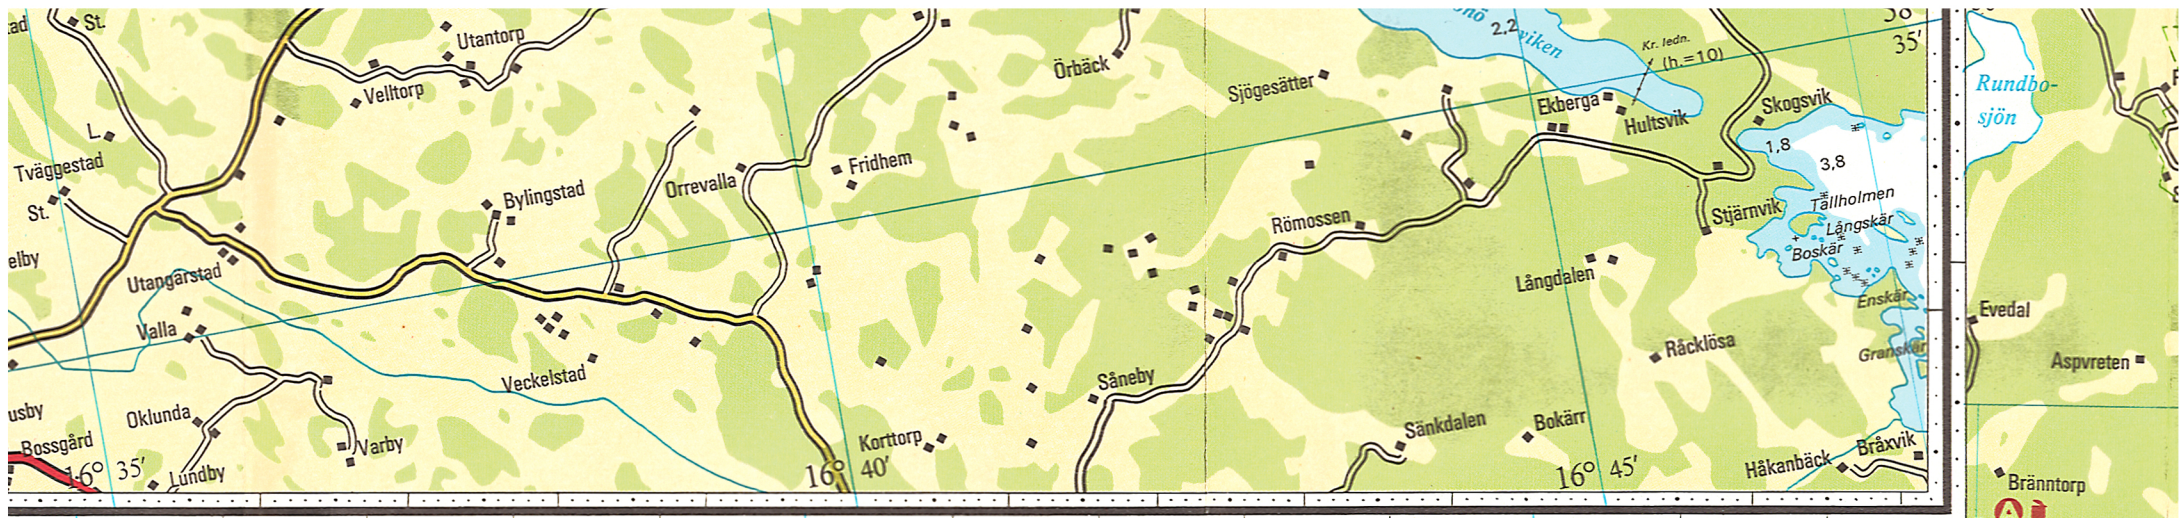 St.
Utantorp
Velltorp
L.
Tväggestad
St.
elby
Utangårstad
Valla
Bylingstad
Orrevalla
Fridhem
Veckelstad
Oklunda
usby
Bossgård
16° 35′
Lundby
Varby
Korttorp
16° 40′
Örbäck
Sjögesätter
2,2
viken
Kr. ledn.
(h.=10)
35′
Ekberga
Hultsvik
Skogsvik
1,8
3,8
Tallholmen
Långskär
Boskär
Enskär
Granskär
Stjärnvik
Römossen
Långdalen
Råcklösa
Såneby
Sänkdalen
Bokärr
16° 45′
Håkanbäck
Bråxvik
Rundbo-
sjön
Evedal
Aspvreten
Bränntorp
A